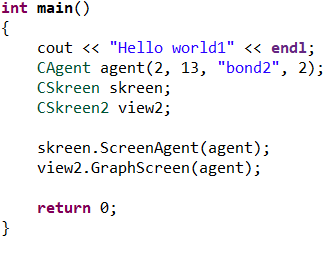 int main()
{
cout << "Hello world1" << endl;
CAgent agent(2, 13, "bond2", 2);
CSkreen skreen;
CSkreen2 view2;
skreen.ScreenAgent(agent);
view2.GraphScreen(agent);
return 0;
}